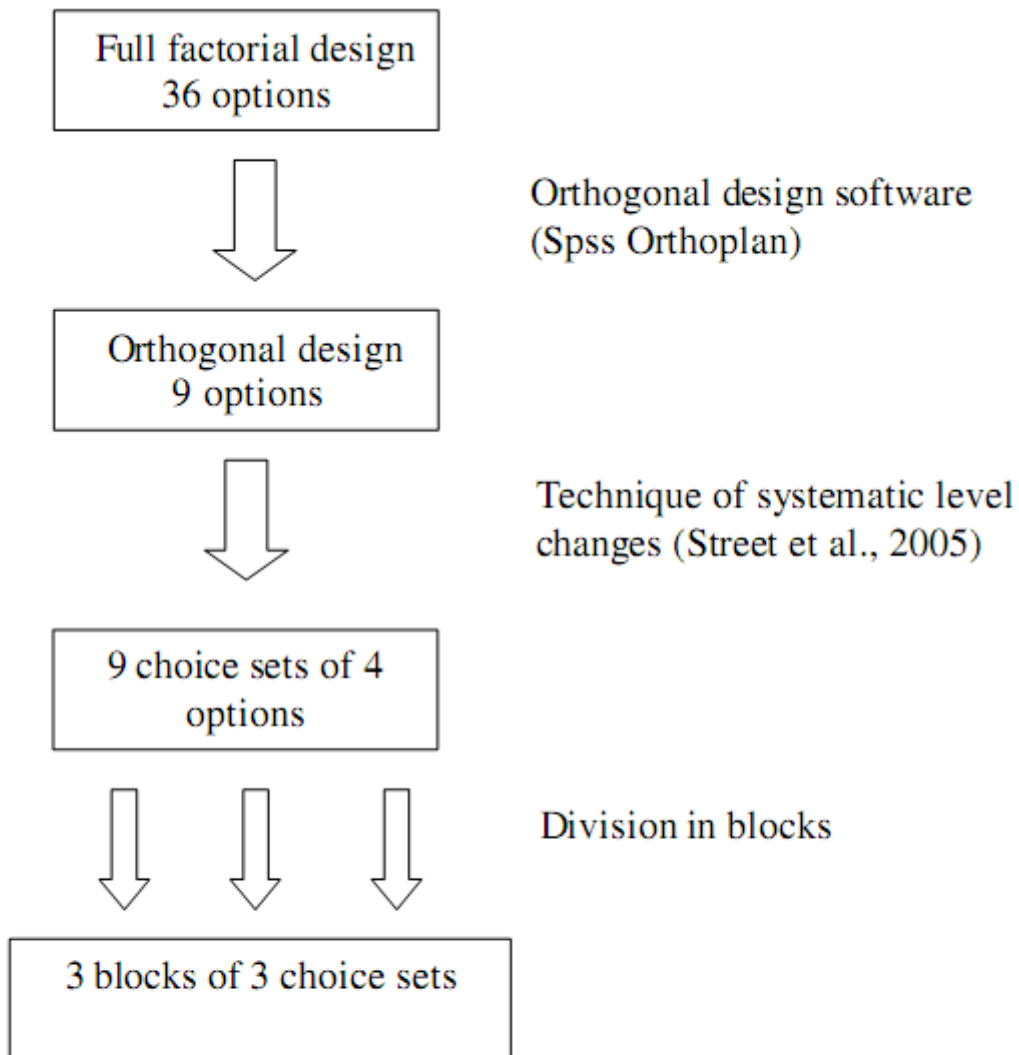 Full factorial design
36 options
Orthogonal design software
(Spss Orthoplan)
Orthogonal design
9 options
Technique of systematic level
changes (Street et al., 2005)
9 choice sets of 4
options
Division in blocks
3 blocks of 3 choice sets